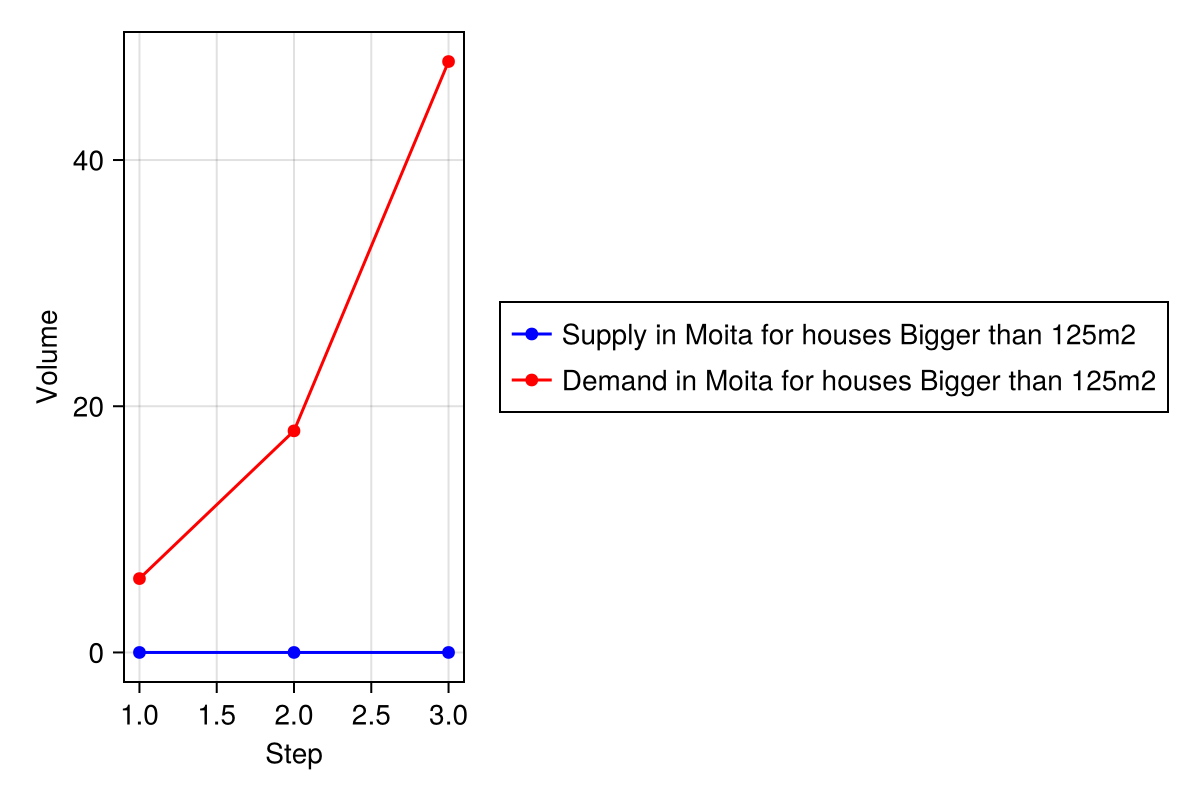 Volume
40
20
0
1.0 1.5 2.0 2.5 3.0
Step
Supply in Moita for houses Bigger than 125m2
Demand in Moita for houses Bigger than 125m2